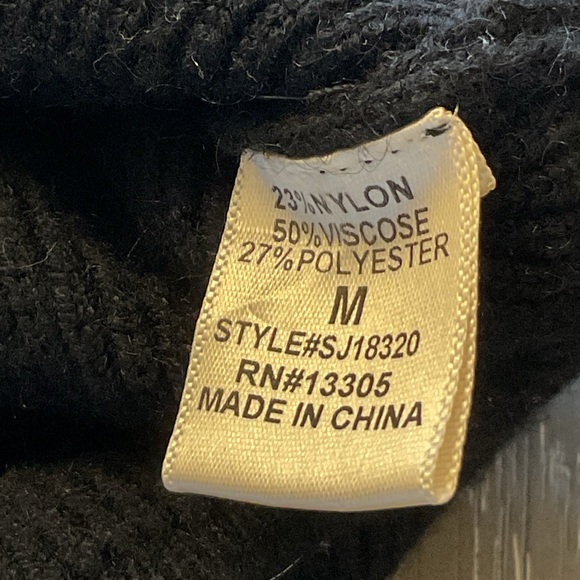 23%NYLON
50%VISCOSE
27%POLYESTER
M
STYLE#SJ18320
RN#13305
MADE IN CHINA